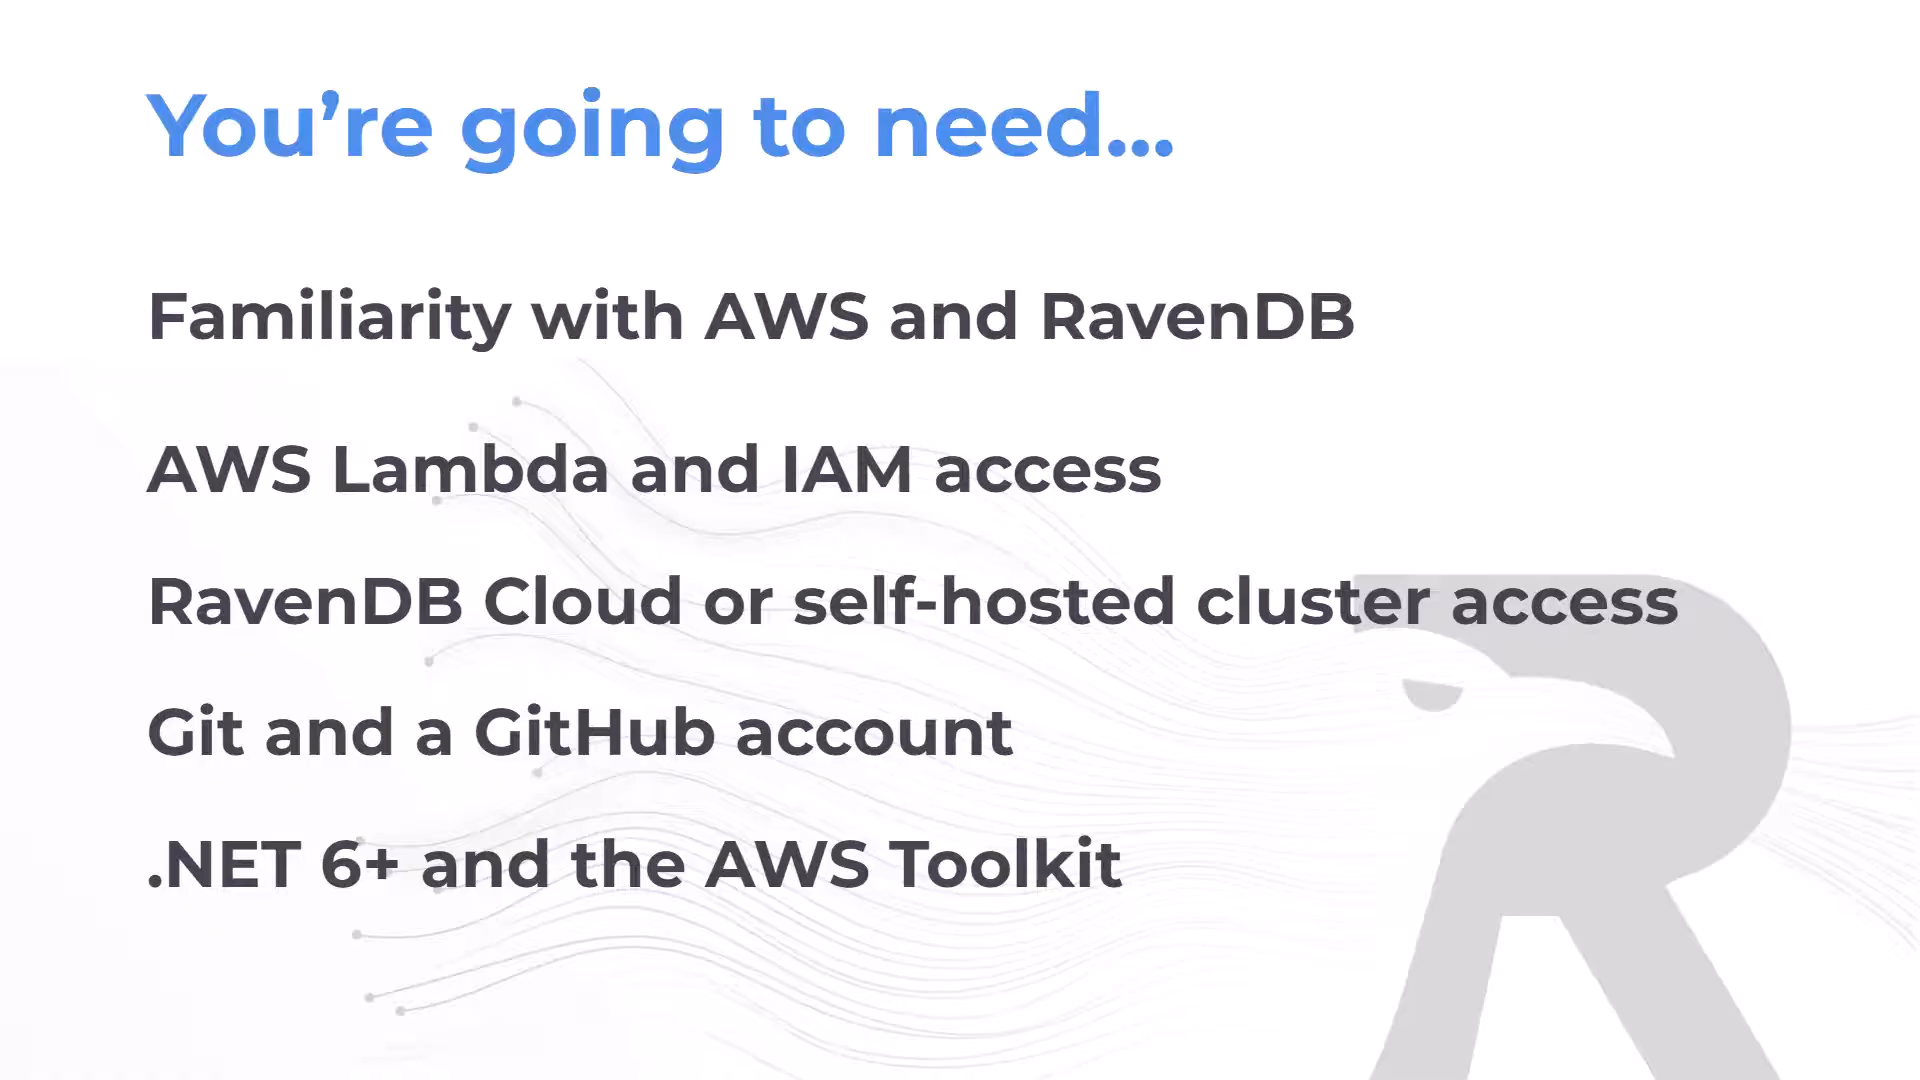 You’re going to need...
Familiarity with AWS and RavenDB
AWS Lambda and IAM access
RavenDB Cloud or self-hosted cluster access
Git and a GitHub account
.NET 6+ and the AWS Toolkit